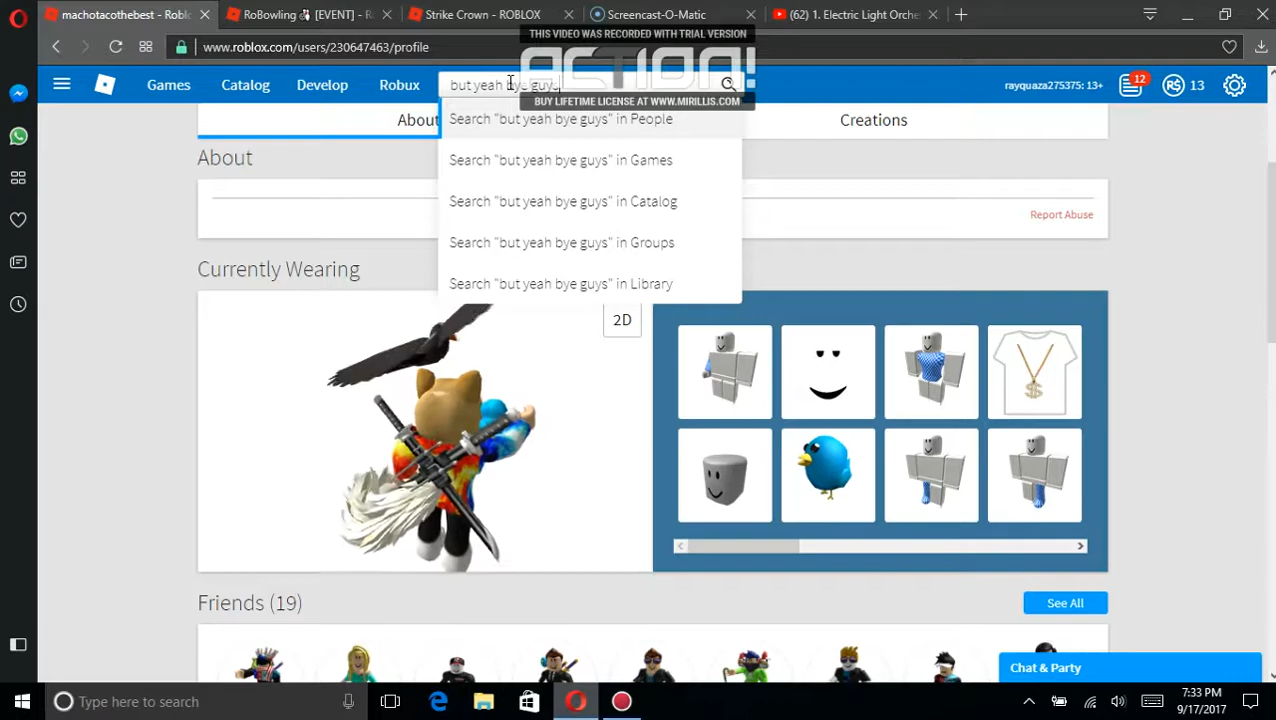 machotacothebest - Roblo
RoBowling [EVENT] - RO
Strike Crown - ROBLOX
Screencast-O-Matic
(62) 1. Electric Light Orche
THIS VIDEO WAS RECORDED WITH TRIAL VERSION
ACTION!
BUY LIFETIME LICENSE AT WWW.MIRILLIS.COM
www.roblox.com/users/230647463/profile
Games
Catalog
Develop
Robux
but yeah bye guys
rayquaza275375: 13+
12
R$ 13
About
Creations
Search "but yeah bye guys" in People
Search "but yeah bye guys" in Games
Search "but yeah bye guys" in Catalog
Search "but yeah bye guys" in Groups
Search "but yeah bye guys" in Library
About
Report Abuse
Currently Wearing
2D
Friends (19)
See All
Chat & Party
Type here to search
7:33 PM
9/17/2017